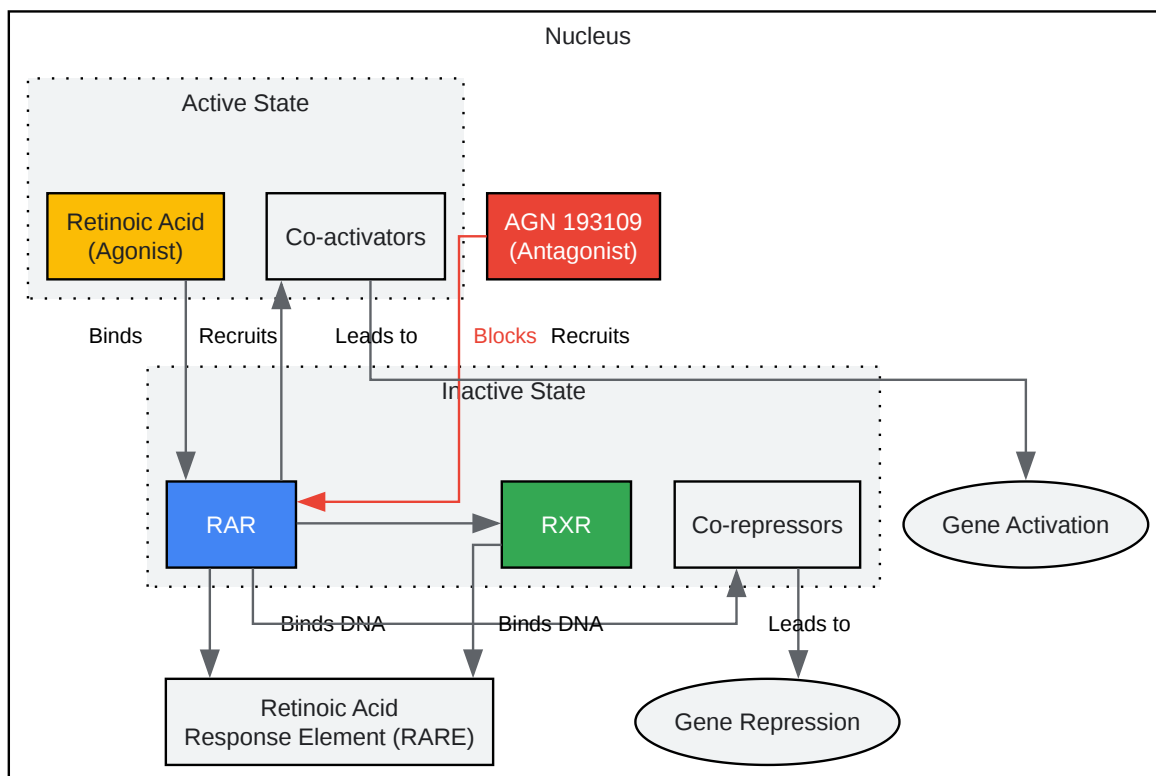 Nucleus
Active State
Retinoic Acid
(Agonist)
Co-activators
AGN 193109
(Antagonist)
Binds
Recruits
Leads to
Blocks
Recruits
Inactive State
RAR
RXR
Co-repressors
Gene Activation
Binds DNA
Binds DNA
Leads to
Retinoic Acid
Response Element (RARE)
Gene Repression